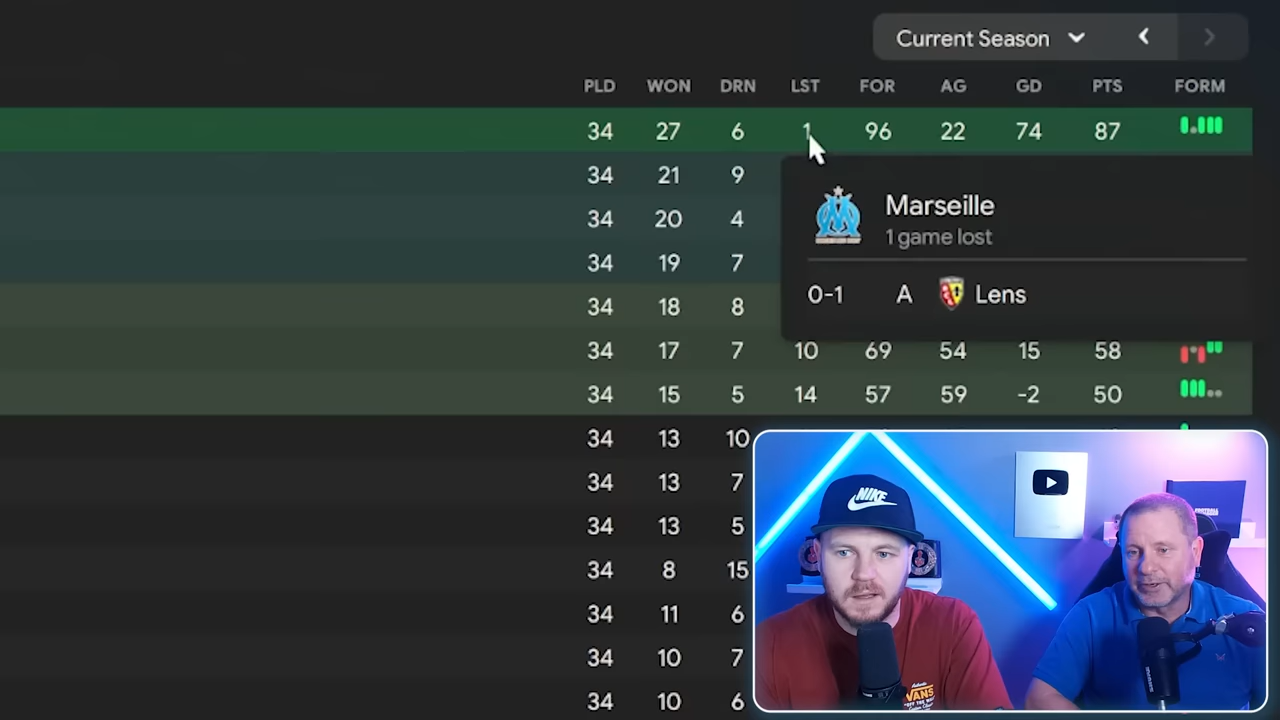 Current Season
PLD WON DRN LST FOR AG GD PTS FORM
34 27 6 1 96 22 74 87
34 21 9
Marseille
34 20 4
1 game lost
34 19 7
0-1 A Lens
34 18 8
34 17 7 10 69 54 15 58
34 15 5 14 57 59 -2 50
34 13 10
34 13 7
34 13 5
34 8 15
34 11 6
34 10 7
34 10 6
NIKE
VANS
"OFF THE WALL"